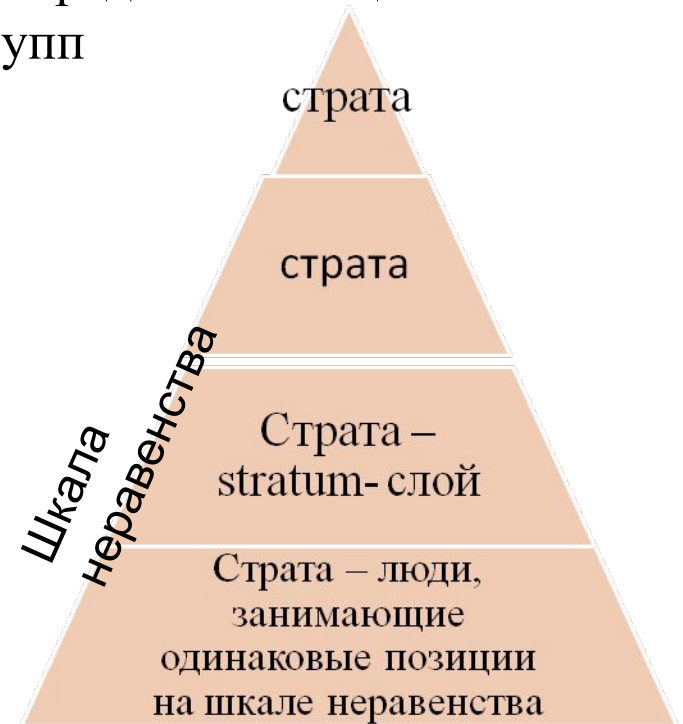 упп
страта
страта
Шкала
неравенства
Страта –
stratum- слой
Страта – люди,
занимающие
одинаковые позиции
на шкале неравенства